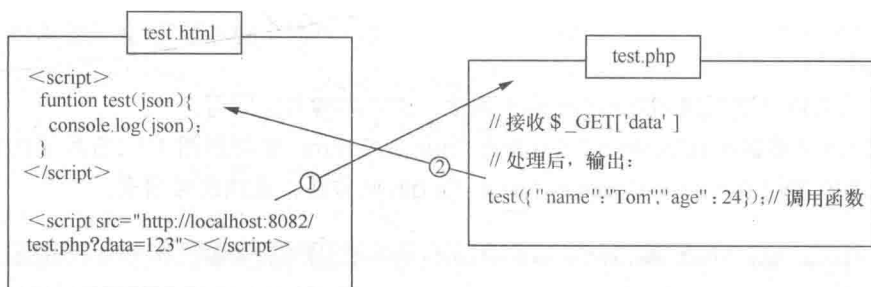 test.html
<script>
funtion test(json){
console.log(json);
}
</script>
①
<script src="http://localhost:8082/
test.php?data=123"></script>
②
test.php
// 接收 $_GET['data']
// 处理后，输出：
test({"name":"Tom","age":24});// 调用函数